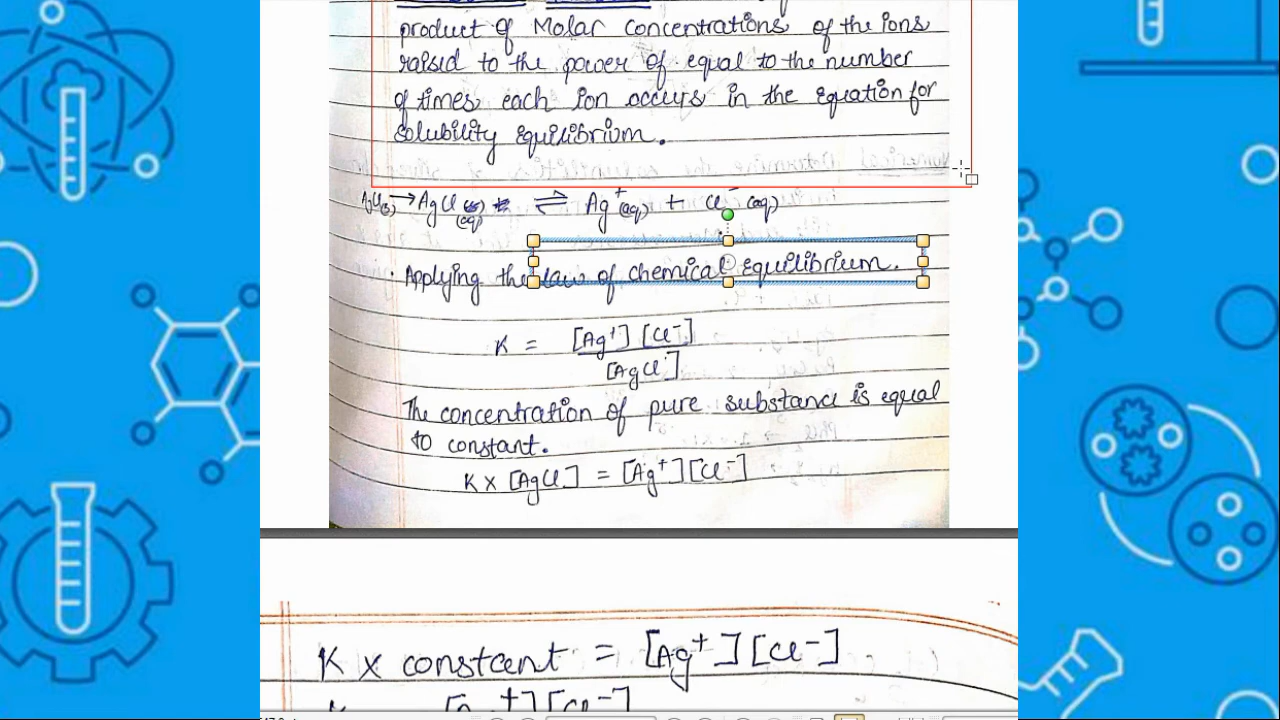 product of Molar concentrations of the ions
raised to the power of equal to the number
of times each ion occurs in the equation for
solubility equilibrium.
AgCl(s) → AgCl (aq) ⇌ Ag⁺(aq) + Cl⁻(aq)
Applying the law of chemical equilibrium.
K = [Ag⁺][Cl⁻]
[AgCl]
The concentration of pure substance is equal
to constant.
K × [AgCl] = [Ag⁺][Cl⁻]
K × constant = [Ag⁺][Cl⁻]